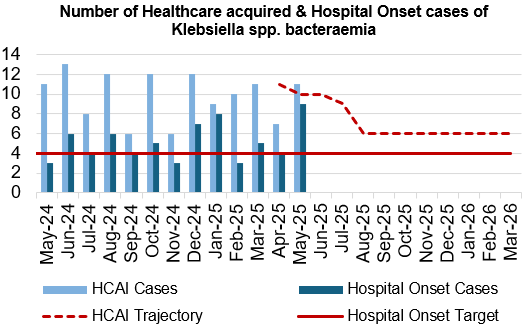 Number of Healthcare acquired & Hospital Onset cases of
Klebsiella spp. bacteraemia
14
12
10
8
6
4
2
0
May-24
Jun-24
Jul-24
Aug-24
Sep-24
Oct-24
Nov-24
Dec-24
Jan-25
Feb-25
Mar-25
Apr-25
May-25
Jun-25
Jul-25
Aug-25
Sep-25
Oct-25
Nov-25
Dec-25
Jan-26
Feb-26
Mar-26
HCAI Cases
Hospital Onset Cases
HCAI Trajectory
Hospital Onset Target